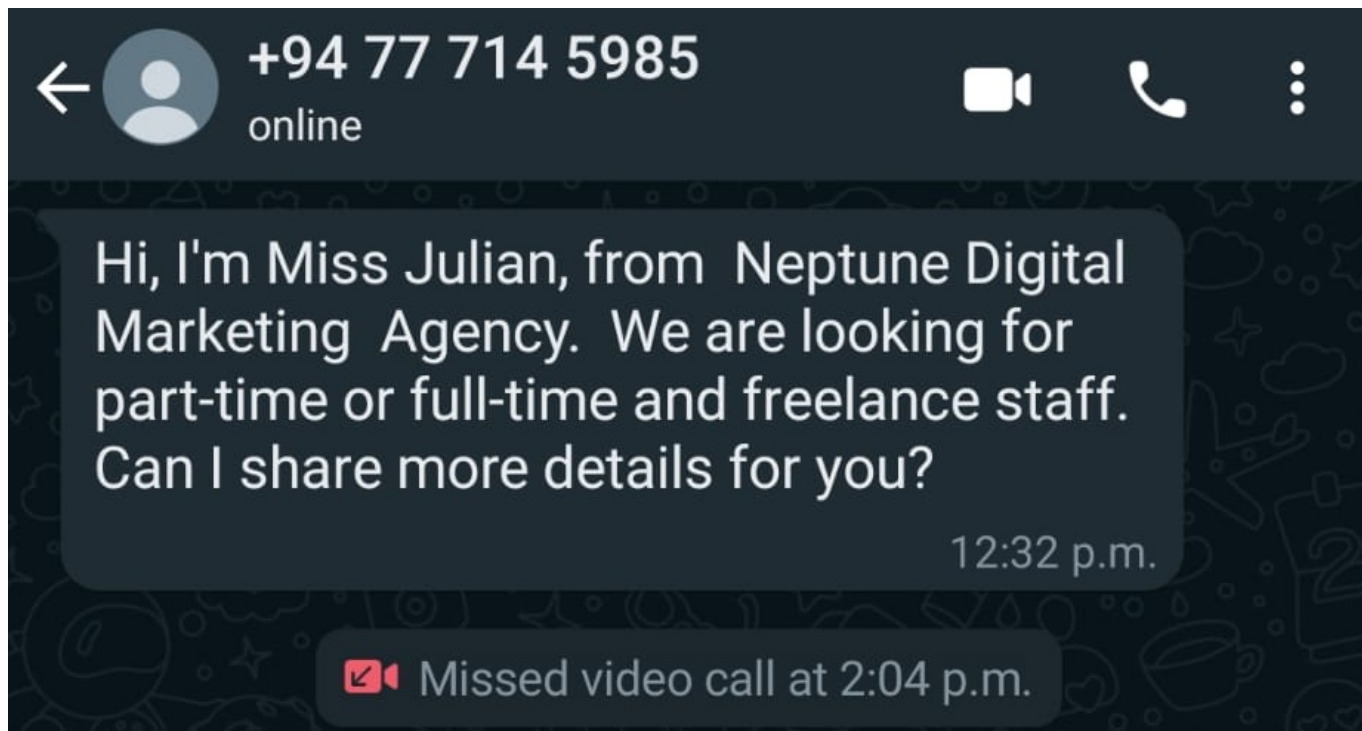 +94 77 714 5985
online
Hi, I'm Miss Julian, from  Neptune Digital
Marketing  Agency.  We are looking for
part-time or full-time and freelance staff.
Can I share more details for you?
12:32 p.m.
Missed video call at 2:04 p.m.